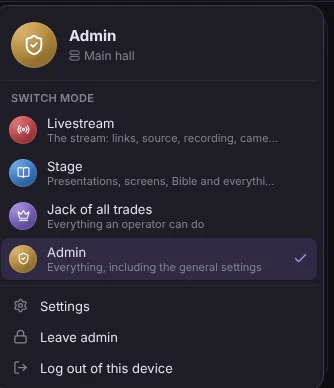 Admin
Main hall
SWITCH MODE
Livestream
The stream: links, source, recording, came...
Stage
Presentations, screens, Bible and everythi...
Jack of all trades
Everything an operator can do
Admin
Everything, including the general settings
Settings
Leave admin
Log out of this device